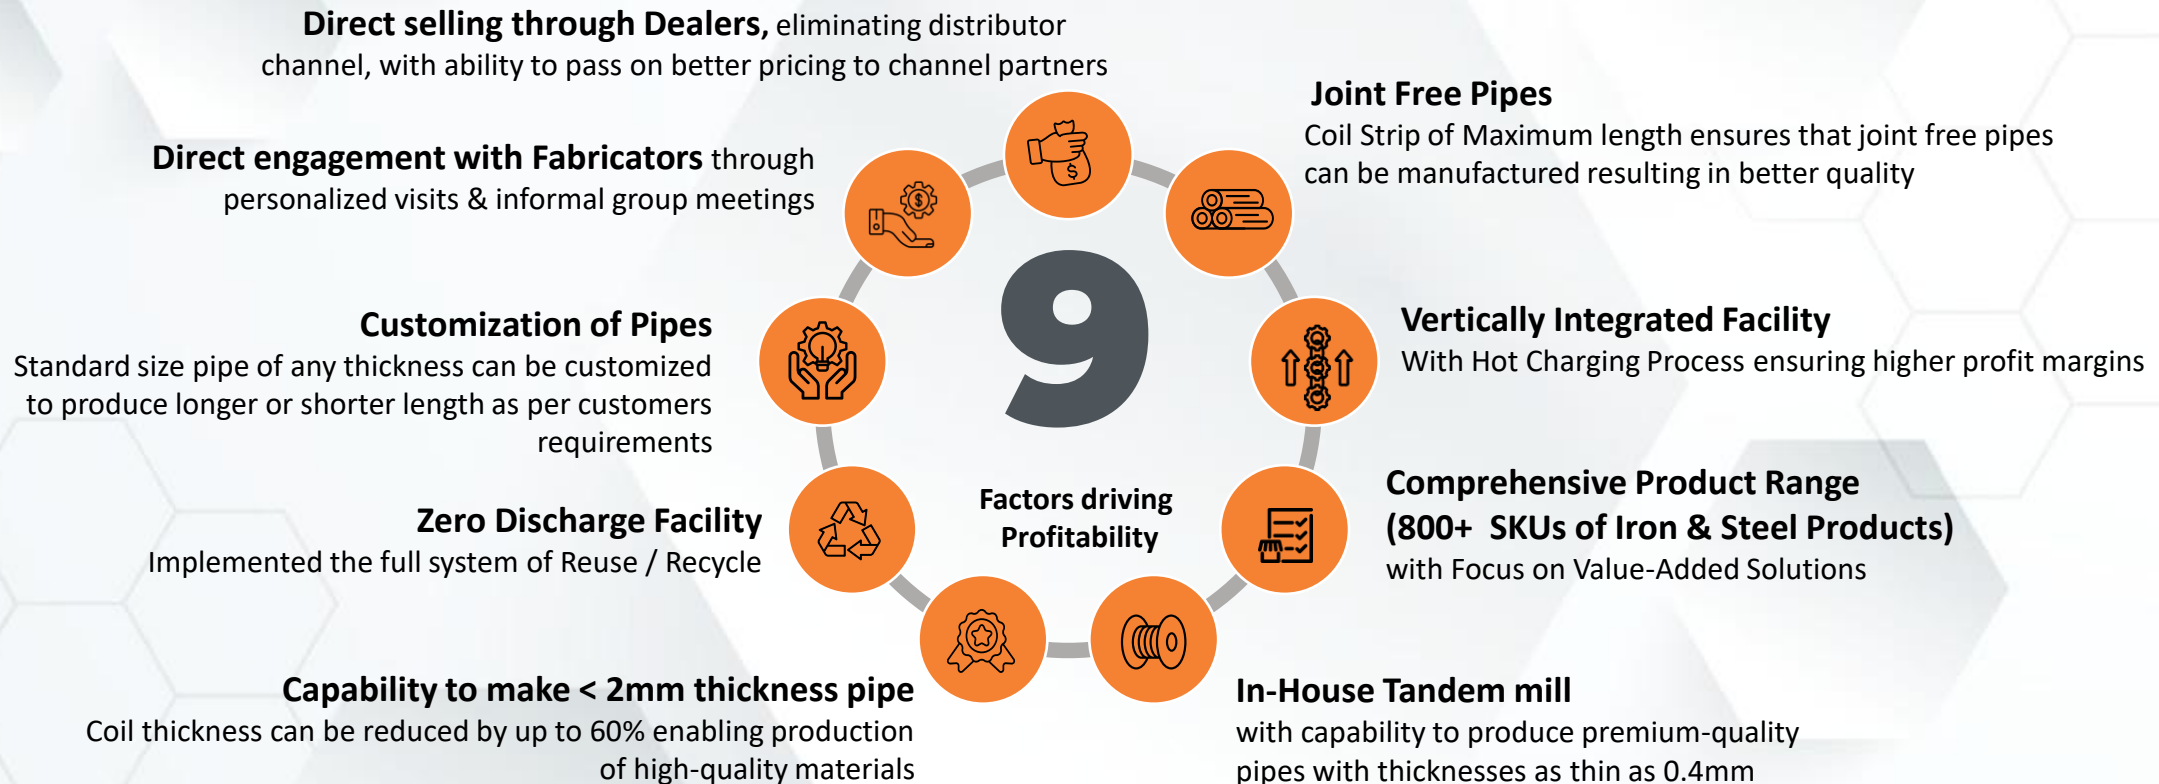 Direct selling through Dealers, eliminating distributor
channel, with ability to pass on better pricing to channel partners
Joint Free Pipes
Coil Strip of Maximum length ensures that joint free pipes
can be manufactured resulting in better quality
Vertically Integrated Facility
With Hot Charging Process ensuring higher profit margins
Comprehensive Product Range
(800+ SKUs of Iron & Steel Products)
with Focus on Value-Added Solutions
In-House Tandem mill
with capability to produce premium-quality
pipes with thicknesses as thin as 0.4mm
Capability to make < 2mm thickness pipe
Coil thickness can be reduced by up to 60% enabling production
of high-quality materials
Zero Discharge Facility
Implemented the full system of Reuse / Recycle
Customization of Pipes
Standard size pipe of any thickness can be customized
to produce longer or shorter length as per customers
requirements
Direct engagement with Fabricators through
personalized visits & informal group meetings
9
Factors driving
Profitability
$
$